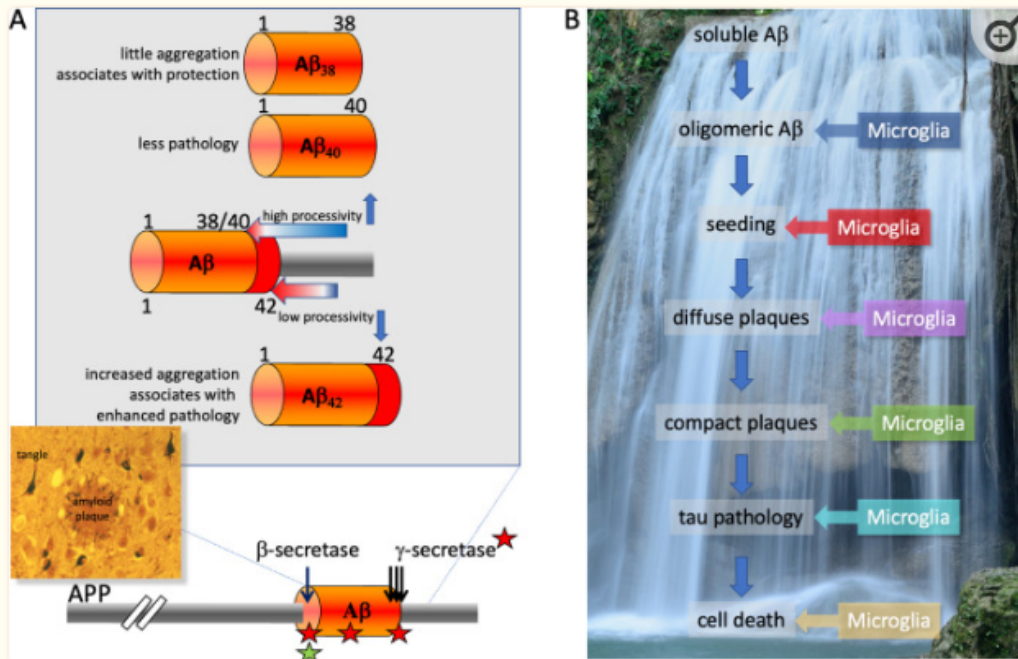 A
1 38
little aggregation
associates with protection
Aβ38
1 40
less pathology
Aβ40
high processivity
1 38/40
Aβ
1 42
low processivity
1 42
increased aggregation
associates with
enhanced pathology
Aβ42
tangle
amyloid
plaque
β-secretase
γ-secretase
APP
Aβ
B
soluble Aβ
oligomeric Aβ
Microglia
seeding
Microglia
diffuse plaques
Microglia
compact plaques
Microglia
tau pathology
Microglia
cell death
Microglia